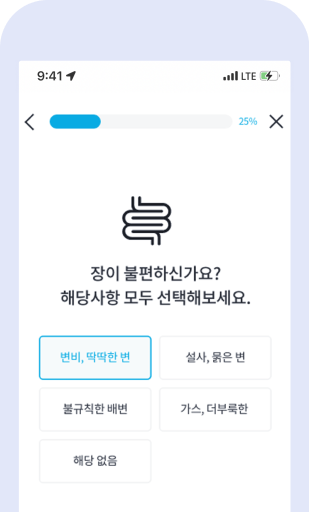 9:41 LTE
25%
장이 불편하신가요?
해당사항 모두 선택해보세요.
변비, 딱딱한 변
설사, 묽은 변
불규칙한 배변
가스, 더부룩한
해당 없음